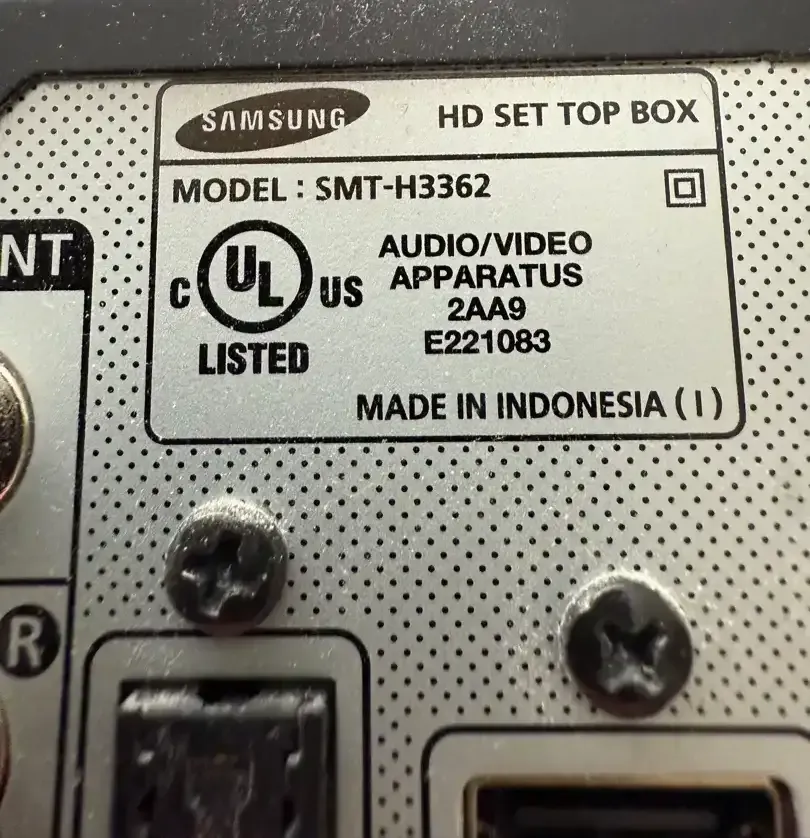 SAMSUNG HD SET TOP BOX
MODEL : SMT-H3362
AUDIO/VIDEO
APPARATUS
2AA9
E221083
C UL US
LISTED
MADE IN INDONESIA ( I )
NT
R